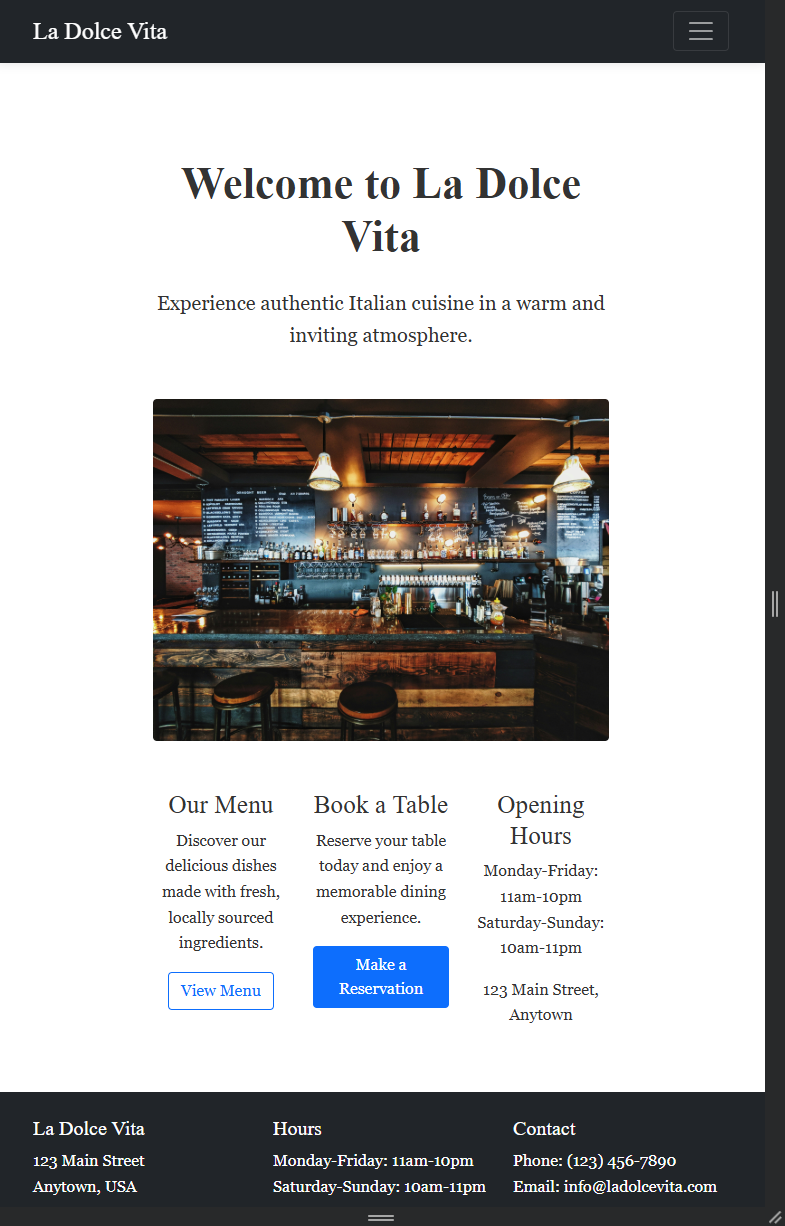 La Dolce Vita
Welcome to La Dolce
Vita
Experience authentic Italian cuisine in a warm and
inviting atmosphere.
DRAUGHT BEER
COFFEE
Our Menu
Discover our
delicious dishes
made with fresh,
locally sourced
ingredients.
View Menu
Book a Table
Reserve your table
today and enjoy a
memorable dining
experience.
Make a
Reservation
Opening
Hours
Monday-Friday:
11am-10pm
Saturday-Sunday:
10am-11pm
123 Main Street,
Anytown
La Dolce Vita
123 Main Street
Anytown, USA
Hours
Monday-Friday: 11am-10pm
Saturday-Sunday: 10am-11pm
Contact
Phone: (123) 456-7890
Email: info@ladolcevita.com